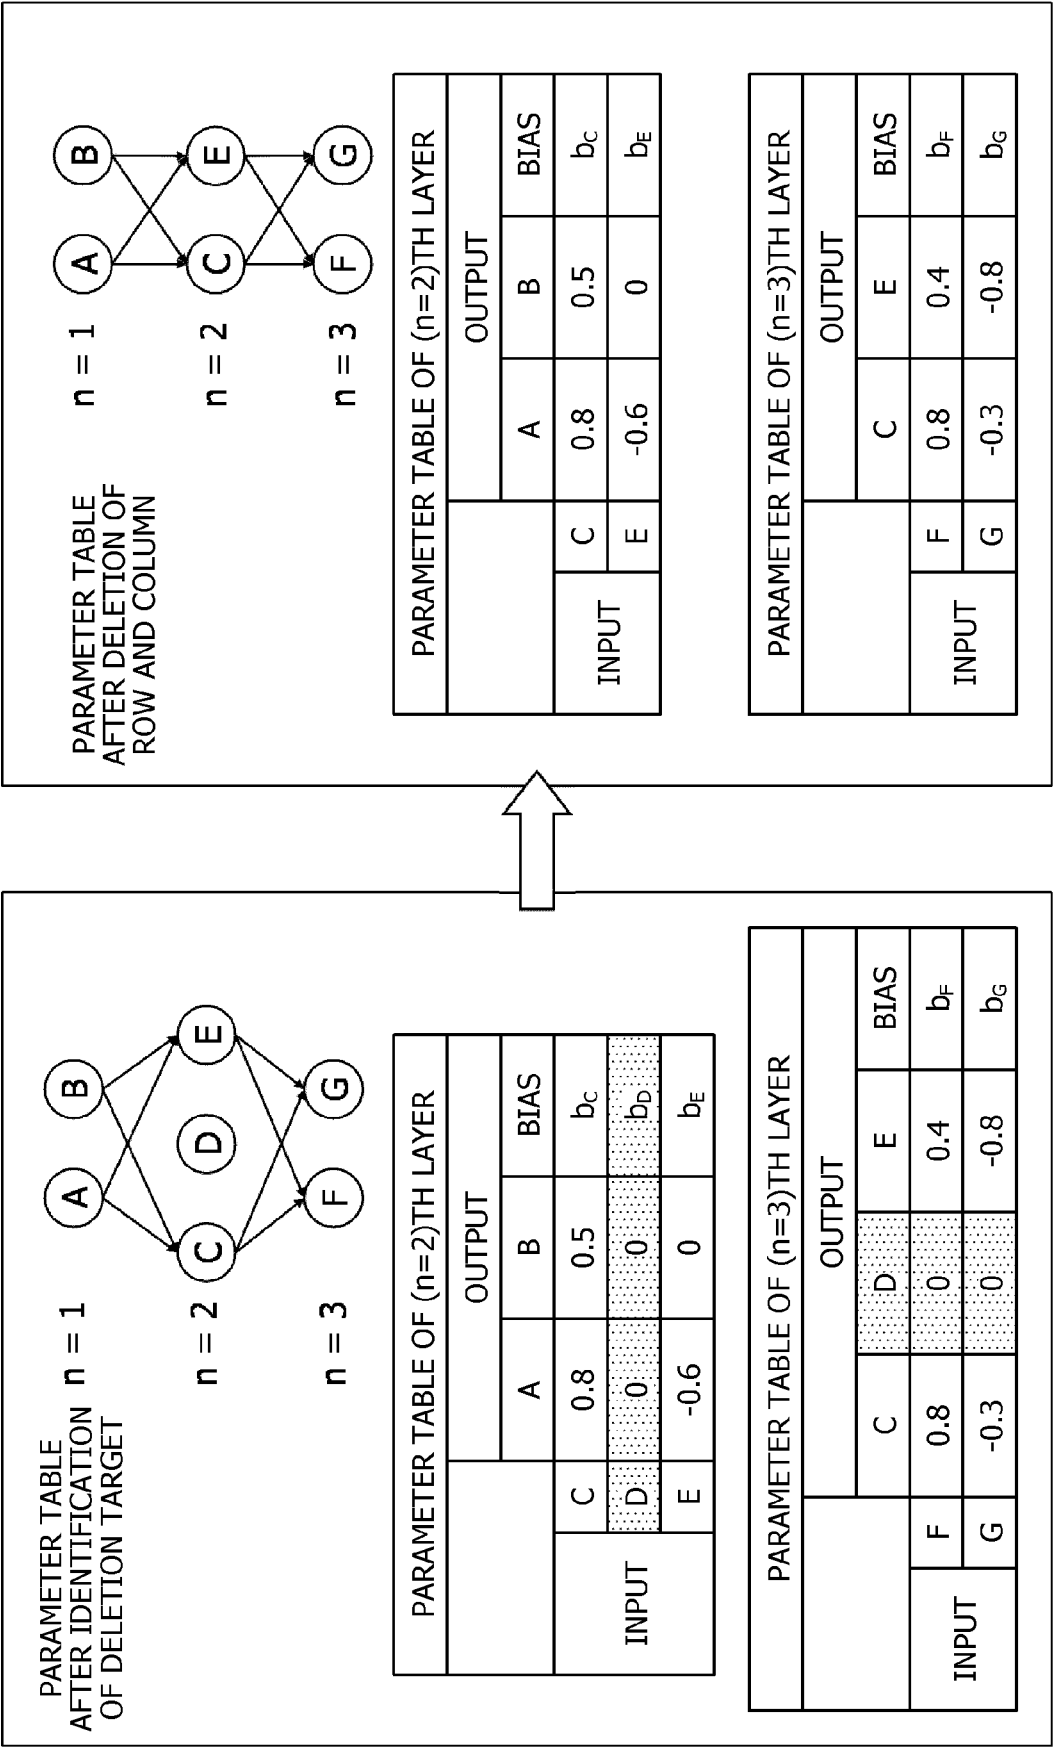 PARAMETER TABLE
AFTER IDENTIFICATION
OF DELETION TARGET
n = 1
A
B
n = 2
C
D
E
n = 3
F
G
PARAMETER TABLE OF (n=2)TH LAYER
OUTPUT
A B BIAS
INPUT
C 0.8 0.5 bC
D 0 0 bD
E -0.6 0 bE
PARAMETER TABLE OF (n=3)TH LAYER
OUTPUT
C D E BIAS
INPUT
F 0.8 0 0.4 bF
G -0.3 0 -0.8 bG
PARAMETER TABLE
AFTER DELETION OF
ROW AND COLUMN
n = 1
A
B
n = 2
C
E
n = 3
F
G
PARAMETER TABLE OF (n=2)TH LAYER
OUTPUT
A B BIAS
INPUT
C 0.8 0.5 bC
E -0.6 0 bE
PARAMETER TABLE OF (n=3)TH LAYER
OUTPUT
C E BIAS
INPUT
F 0.8 0.4 bF
G -0.3 -0.8 bG